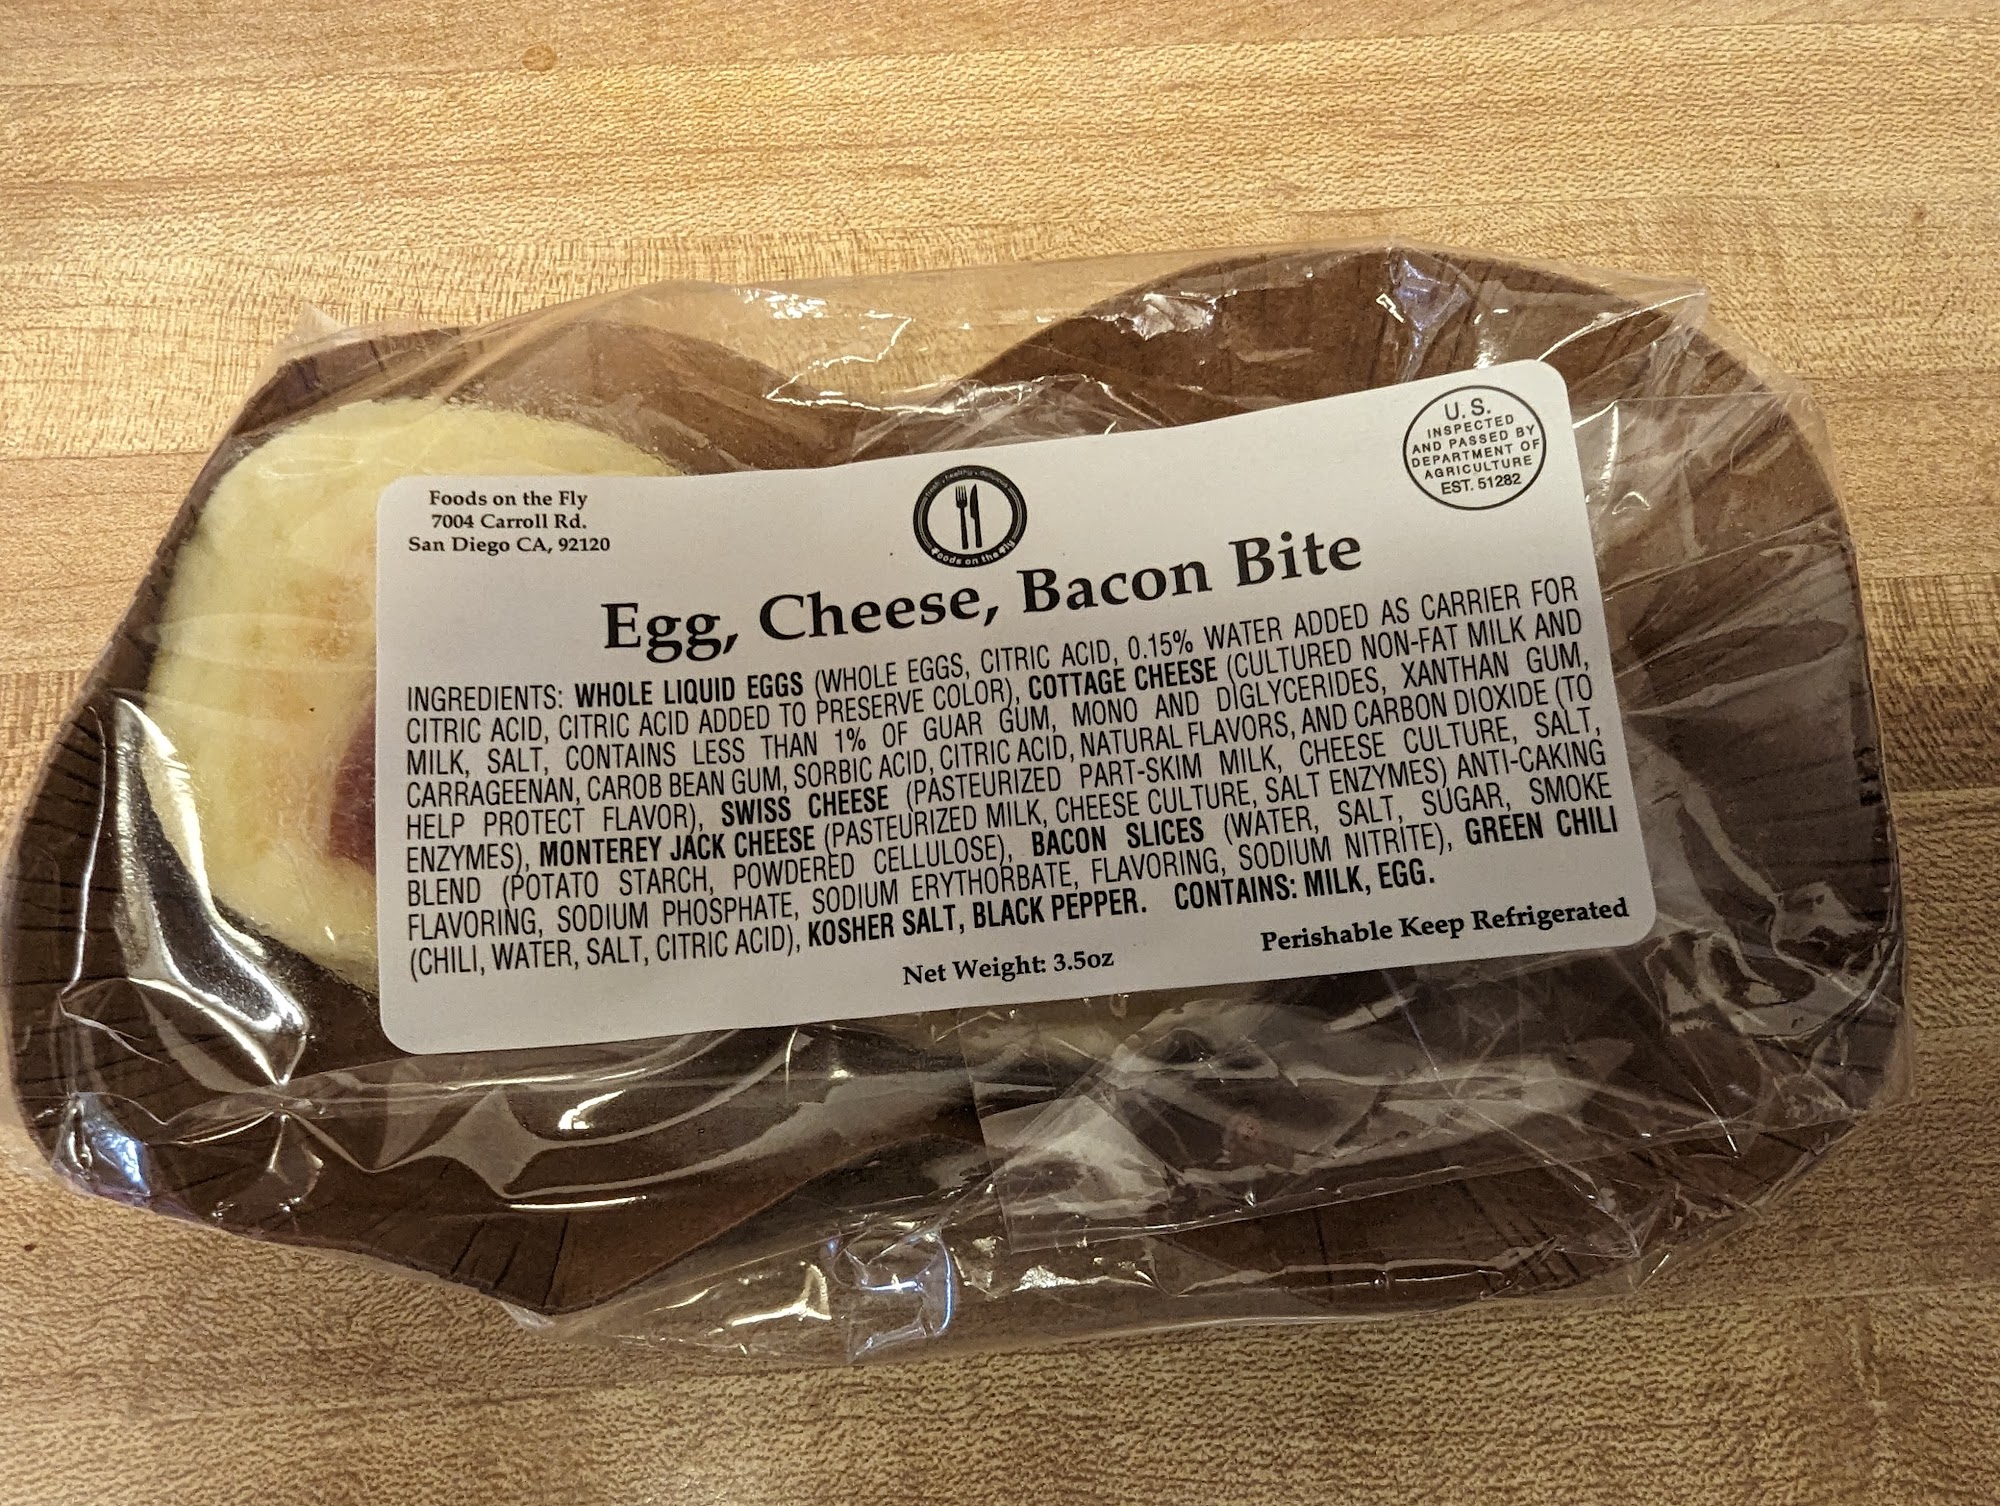 Foods on the Fly
7004 Carroll Rd.
San Diego CA, 92120
healthy • delicious
foods on the fly
U. S.
INSPECTED
AND PASSED BY
DEPARTMENT OF
AGRICULTURE
EST. 51282
Egg, Cheese, Bacon Bite
INGREDIENTS: WHOLE LIQUID EGGS (WHOLE EGGS, CITRIC ACID, 0.15% WATER ADDED AS CARRIER FOR
CITRIC ACID, CITRIC ACID ADDED TO PRESERVE COLOR), COTTAGE CHEESE (CULTURED NON-FAT MILK AND
MILK, SALT, CONTAINS LESS THAN 1% OF GUAR GUM, MONO AND DIGLYCERIDES, XANTHAN GUM,
CARRAGEENAN, CAROB BEAN GUM, SORBIC ACID, CITRIC ACID, NATURAL FLAVORS, AND CARBON DIOXIDE (TO
HELP PROTECT FLAVOR), SWISS CHEESE (PASTEURIZED PART-SKIM MILK, CHEESE CULTURE, SALT,
ENZYMES), MONTEREY JACK CHEESE (PASTEURIZED MILK, CHEESE CULTURE, SALT ENZYMES) ANTI-CAKING
BLEND (POTATO STARCH, POWDERED CELLULOSE), BACON SLICES (WATER, SALT, SUGAR, SMOKE
FLAVORING, SODIUM PHOSPHATE, SODIUM ERYTHORBATE, FLAVORING, SODIUM NITRITE), GREEN CHILI
(CHILI, WATER, SALT, CITRIC ACID), KOSHER SALT, BLACK PEPPER. CONTAINS: MILK, EGG.
Net Weight: 3.5oz
Perishable Keep Refrigerated